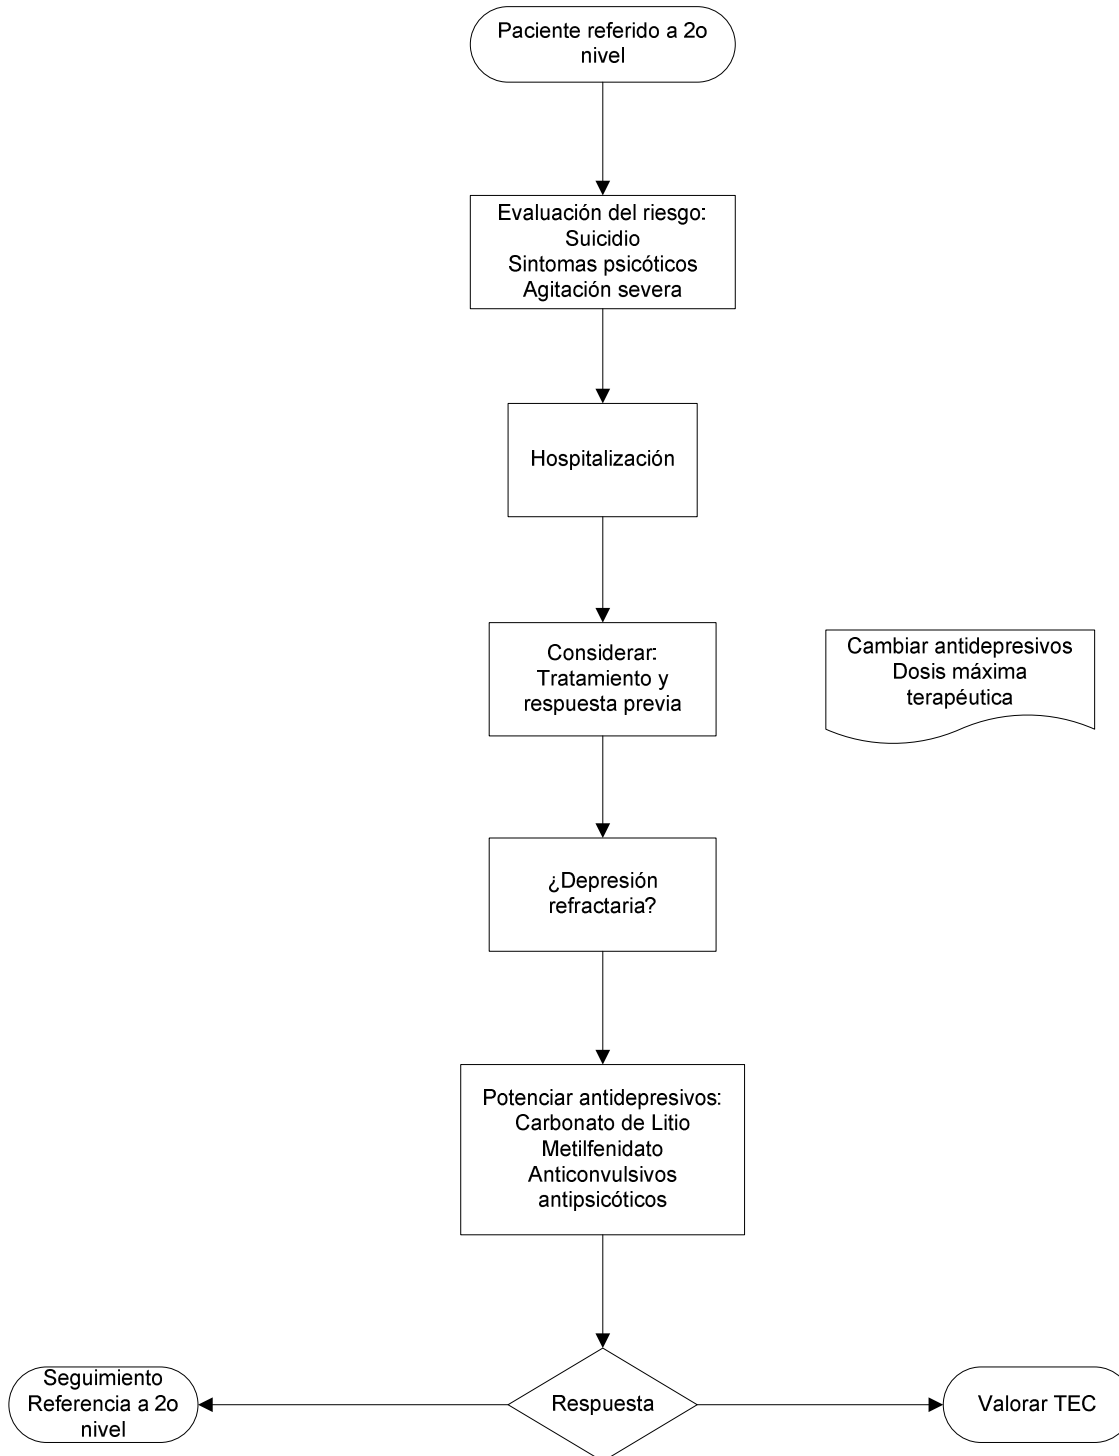 Paciente referido a 2o
nivel
Evaluación del riesgo:
Suicidio
Sintomas psicóticos
Agitación severa
Hospitalización
Considerar:
Tratamiento y
respuesta previa
Cambiar antidepresivos
Dosis máxima
terapéutica
¿Depresión
refractaria?
Potenciar antidepresivos:
Carbonato de Litio
Metilfenidato
Anticonvulsivos
antipsicóticos
Seguimiento
Referencia a 2o
nivel
Respuesta
Valorar TEC